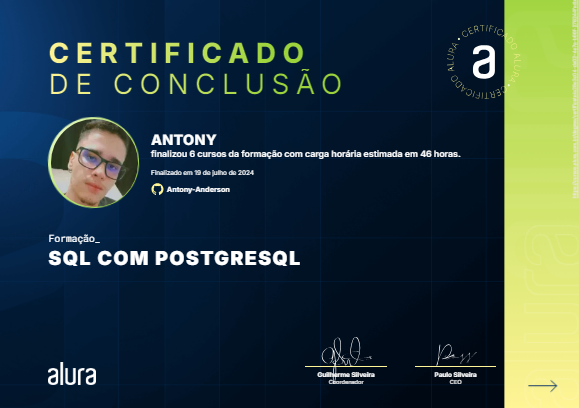 CERTIFICADO
DE CONCLUSÃO
CERTIFICADO ALURA • CERTIFICADO ALURA •
a
ANTONY
finalizou 6 cursos da formação com carga horária estimada em 46 horas.
Finalizado em 19 de julho de 2024
Antony-Anderson
Formação_
SQL COM POSTGRESQL
alura
Guilherme Silveira
Coordenador
Paulo Silveira
CEO